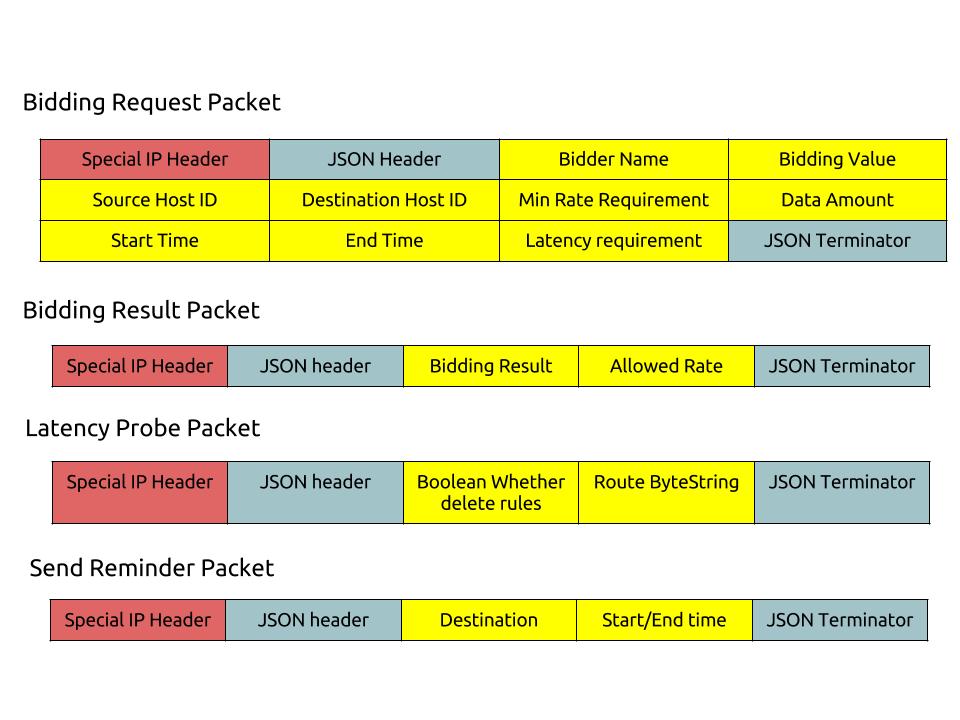 Bidding Request Packet
Special IP Header JSON Header Bidder Name Bidding Value
Source Host ID Destination Host ID Min Rate Requirement Data Amount
Start Time End Time Latency requirement JSON Terminator
Bidding Result Packet
Special IP Header JSON header Bidding Result Allowed Rate JSON Terminator
Latency Probe Packet
Special IP Header JSON header Boolean Whether Route ByteString JSON Terminator
delete rules
Send Reminder Packet
Special IP Header JSON header Destination Start/End time JSON Terminator